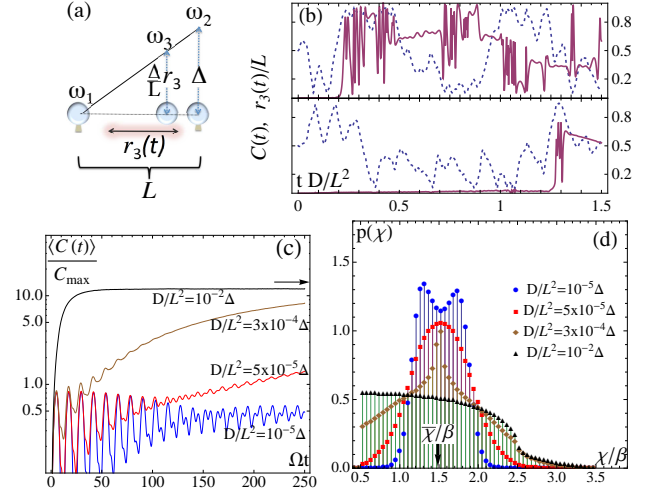 (a)
ω₂
ω₃
Δ/L r₃
Δ
ω₁
r₃(t)
L
(b)
C(t), r₃(t)/L
0.8
0.5
0.2
0.8
0.5
0.2
t D/L²
0
0.5
1.0
1.5
⟨C(t)⟩
C_max
(c)
10.0
1.0
0.5
D/L²=10⁻²Δ
D/L²=3x10⁻⁴Δ
D/L²=5x10⁻⁵Δ
D/L²=10⁻⁵Δ
0
50
100
150
200
250
Ωt
p(χ)
(d)
1.5
1.0
0.5
0.0
D/L²=10⁻⁵Δ
D/L²=5x10⁻⁵Δ
D/L²=3x10⁻⁴Δ
D/L²=10⁻²Δ
χ̅/β
χ/β
0.5
1.0
1.5
2.0
2.5
3.0
3.5